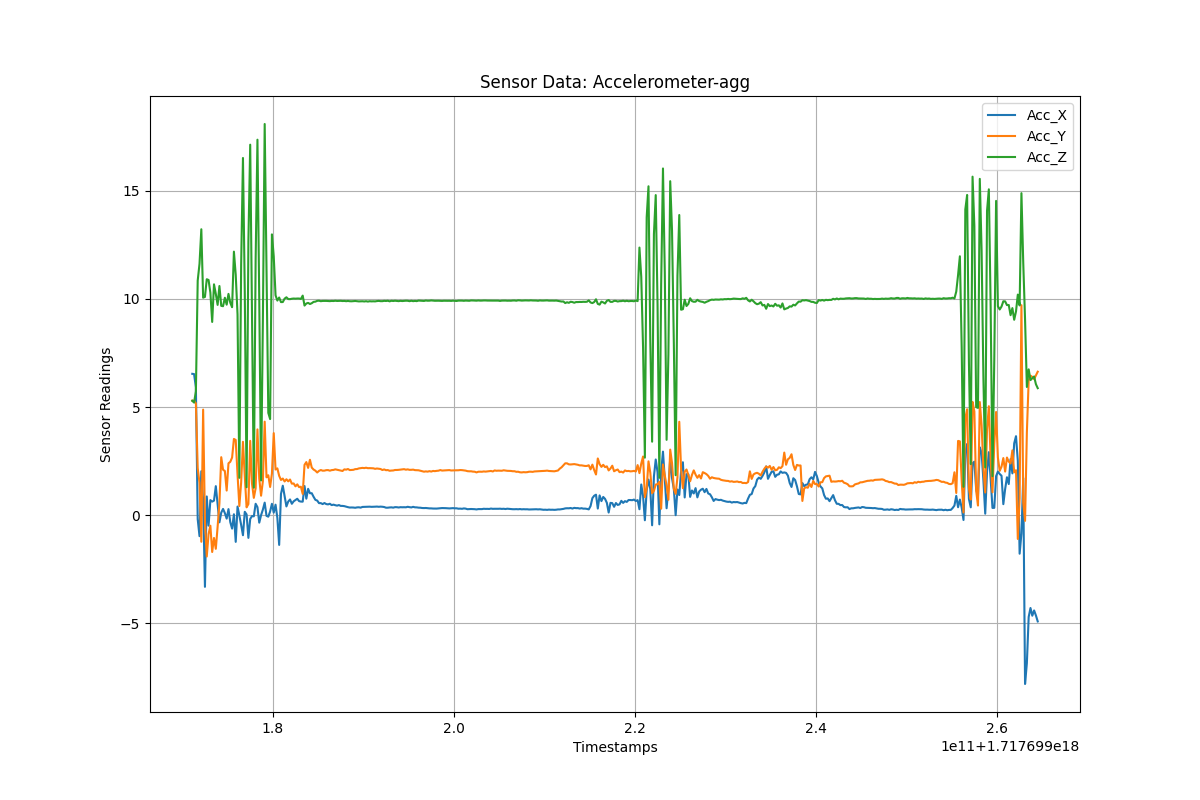 Sensor Data: Accelerometer-agg
Acc_X
Acc_Y
Acc_Z
15
10
5
0
−5
Sensor Readings
1.8
2.0
2.2
2.4
2.6
Timestamps
1e11+1.717699e18